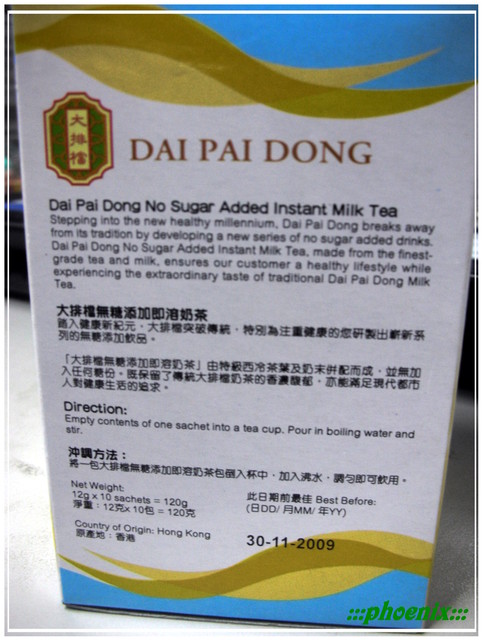 大排檔
DAI PAI DONG
Dai Pai Dong No Sugar Added Instant Milk Tea
Stepping into the new healthy millennium, Dai Pai Dong breaks away
from its tradition by developing a new series of no sugar added drinks.
Dai Pai Dong No Sugar Added Instant Milk Tea, made from the finest-
grade tea and milk, ensures our customer a healthy lifestyle while
experiencing the extraordinary taste of traditional Dai Pai Dong Milk
Tea.
大排檔無糖添加即溶奶茶
踏入健康新紀元，大排檔突破傳統，特別為注重健康的您研製出嶄新系
列的無糖添加飲品。
「大排檔無糖添加即溶奶茶」由特級西冷茶葉及奶末併配而成，並無加
入任何糖份。既保留了傳統大排檔奶茶的香濃馥郁，亦能滿足現代都市
人對健康生活的追求。
Direction:
Empty contents of one sachet into a tea cup. Pour in boiling water and
stir.
沖調方法：
將一包大排檔無糖添加即溶奶茶包倒入杯中，加入沸水，調勻即可飲用。
Net Weight:
12g x 10 sachets = 120g
淨重：12克x 10包 = 120克
此日期前最佳 Best Before:
(日DD/ 月MM/ 年YY)
Country of Origin: Hong Kong
原產地：香港
30-11-2009
:::phoenix:::